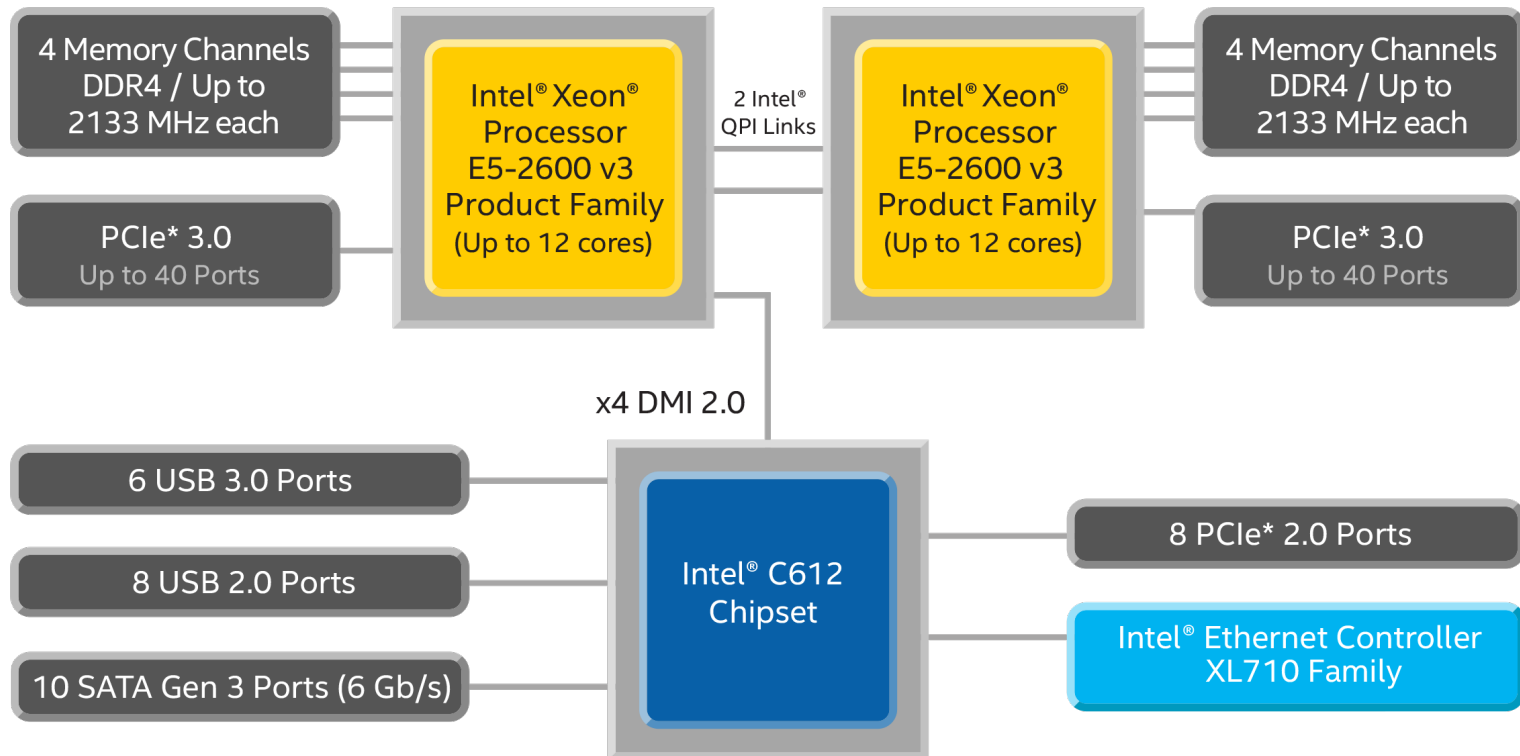 4 Memory Channels
DDR4 / Up to
2133 MHz each
Intel® Xeon®
Processor
E5-2600 v3
Product Family
(Up to 12 cores)
2 Intel®
QPI Links
Intel® Xeon®
Processor
E5-2600 v3
Product Family
(Up to 12 cores)
4 Memory Channels
DDR4 / Up to
2133 MHz each
PCIe* 3.0
Up to 40 Ports
PCIe* 3.0
Up to 40 Ports
x4 DMI 2.0
6 USB 3.0 Ports
8 USB 2.0 Ports
10 SATA Gen 3 Ports (6 Gb/s)
Intel® C612
Chipset
8 PCIe* 2.0 Ports
Intel® Ethernet Controller
XL710 Family